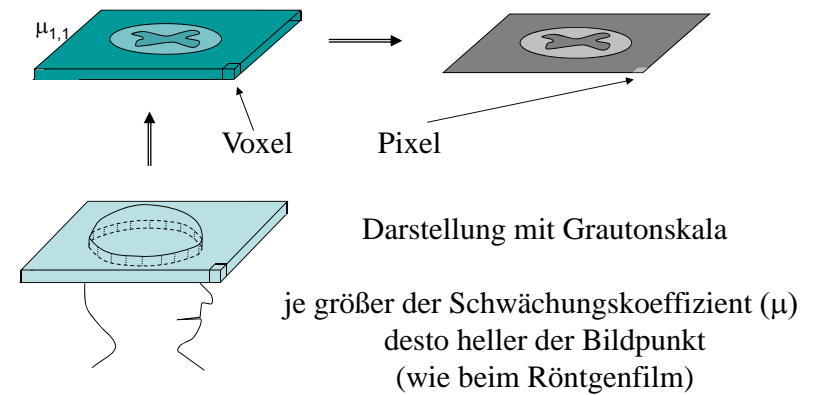 μ1,1
Voxel
Pixel
Darstellung mit Grautonskala
je größer der Schwächungskoeffizient (μ)
desto heller der Bildpunkt
(wie beim Röntgenfilm)